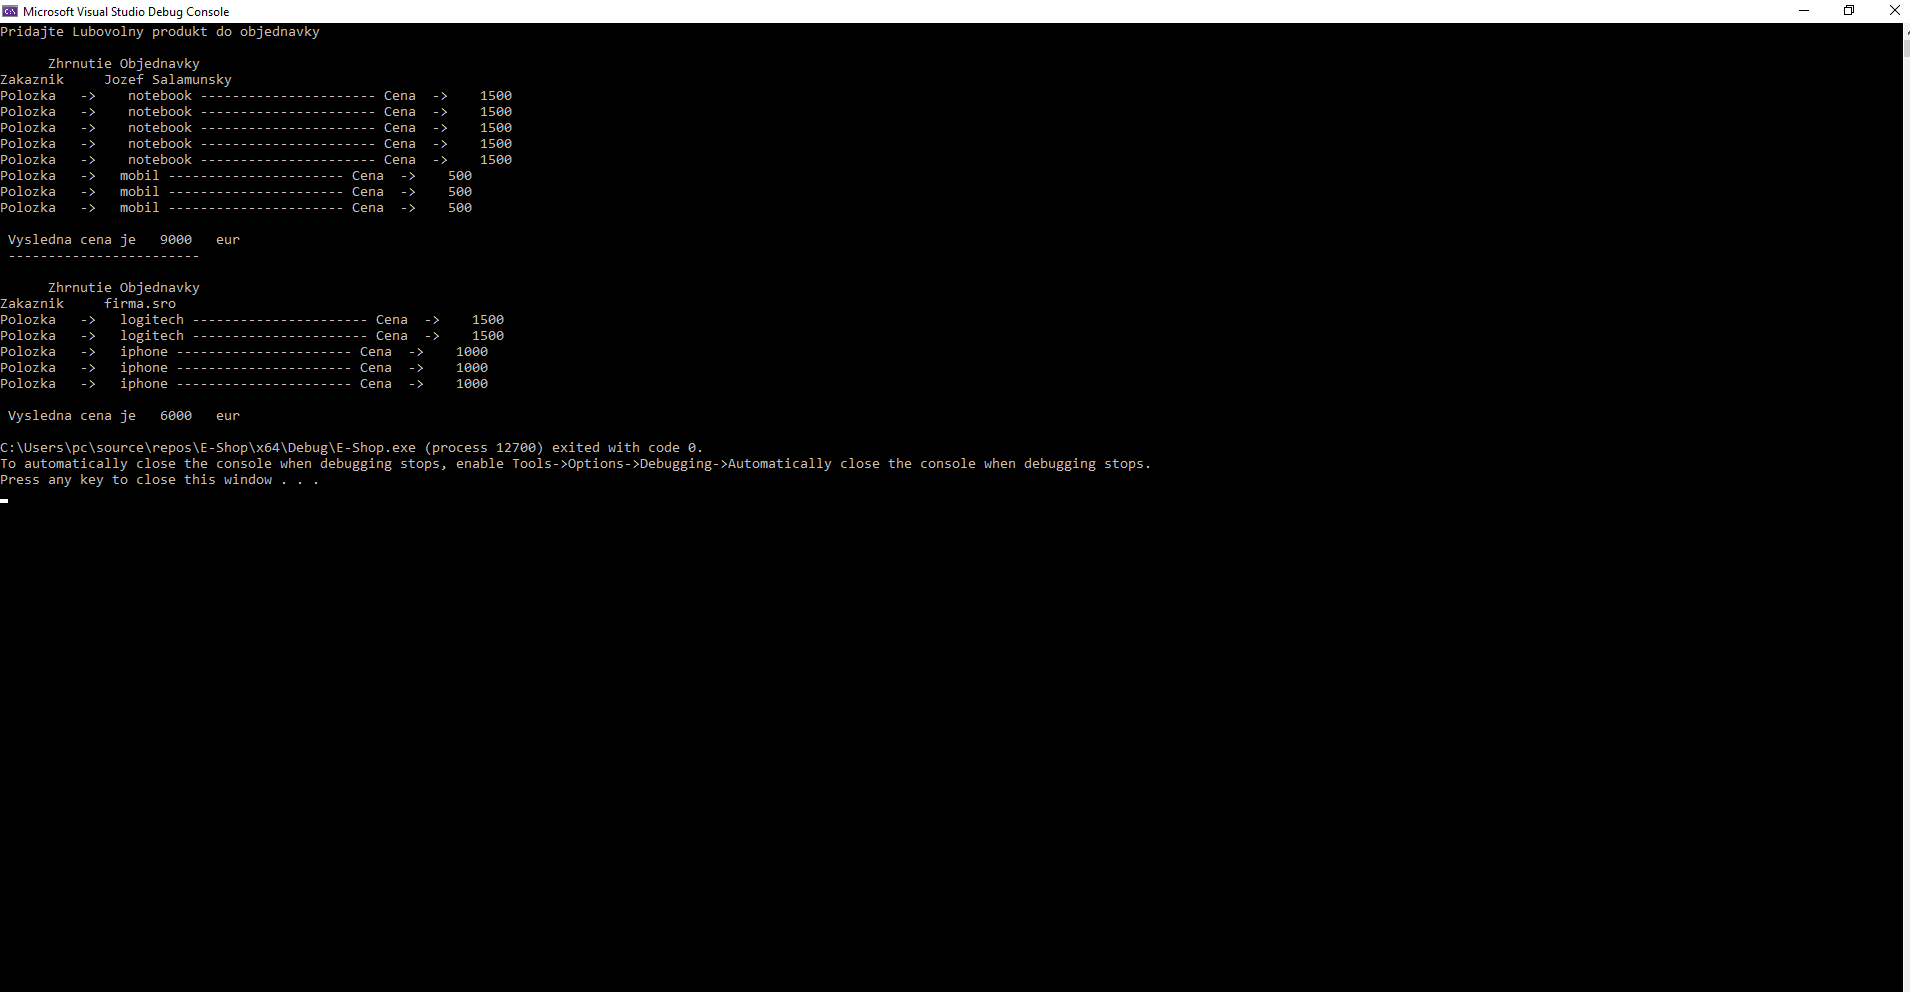 Microsoft Visual Studio Debug Console
Pridajte Lubovolny produkt do objednavky
Zhrnutie Objednavky
Zakaznik     Jozef Salamunsky
Polozka   ->    notebook ---------------------- Cena  ->    1500
Polozka   ->    notebook ---------------------- Cena  ->    1500
Polozka   ->    notebook ---------------------- Cena  ->    1500
Polozka   ->    notebook ---------------------- Cena  ->    1500
Polozka   ->    notebook ---------------------- Cena  ->    1500
Polozka   ->   mobil ---------------------- Cena  ->    500
Polozka   ->   mobil ---------------------- Cena  ->    500
Polozka   ->   mobil ---------------------- Cena  ->    500
Vysledna cena je   9000   eur
------------------------
Zhrnutie Objednavky
Zakaznik     firma.sro
Polozka   ->   logitech ---------------------- Cena  ->    1500
Polozka   ->   logitech ---------------------- Cena  ->    1500
Polozka   ->   iphone ---------------------- Cena  ->    1000
Polozka   ->   iphone ---------------------- Cena  ->    1000
Polozka   ->   iphone ---------------------- Cena  ->    1000
Vysledna cena je   6000   eur
C:\Users\pc\source\repos\E-Shop\x64\Debug\E-Shop.exe (process 12700) exited with code 0.
To automatically close the console when debugging stops, enable Tools->Options->Debugging->Automatically close the console when debugging stops.
Press any key to close this window . . .